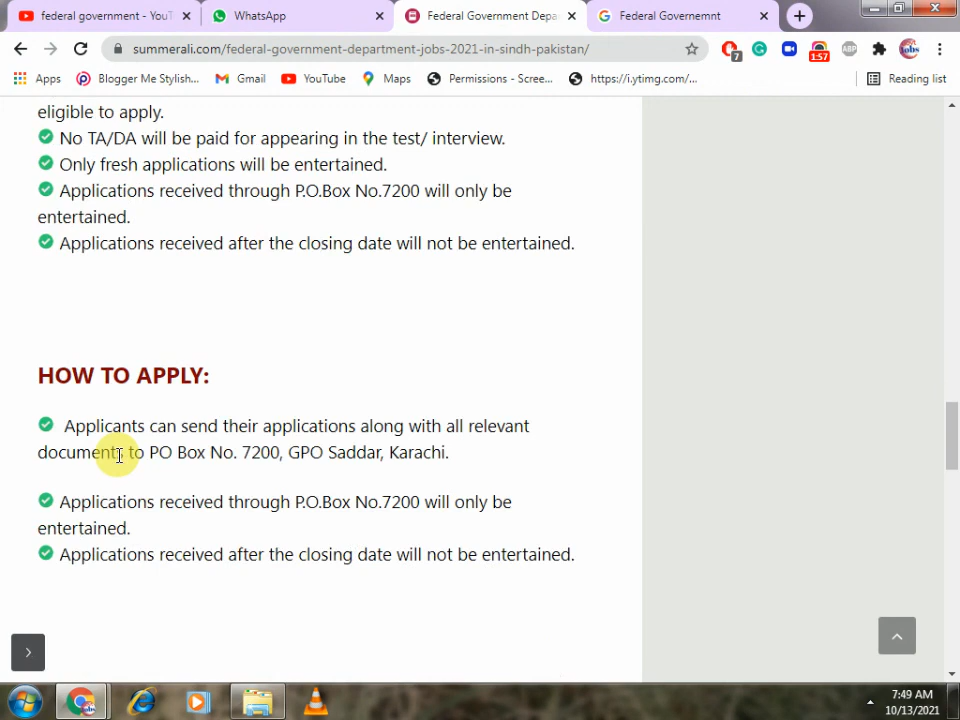 federal government - YouT
WhatsApp
Federal Government Depa
Federal Governemnt
summerali.com/federal-government-department-jobs-2021-in-sindh-pakistan/
7
1:57
ABP
Apps
Blogger Me Stylish...
Gmail
YouTube
Maps
Permissions - Scree...
https://i.ytimg.com/...
Reading list
eligible to apply.
No TA/DA will be paid for appearing in the test/ interview.
Only fresh applications will be entertained.
Applications received through P.O.Box No.7200 will only be
entertained.
Applications received after the closing date will not be entertained.
HOW TO APPLY:
Applicants can send their applications along with all relevant
documents to PO Box No. 7200, GPO Saddar, Karachi.
Applications received through P.O.Box No.7200 will only be
entertained.
Applications received after the closing date will not be entertained.
7:49 AM
10/13/2021